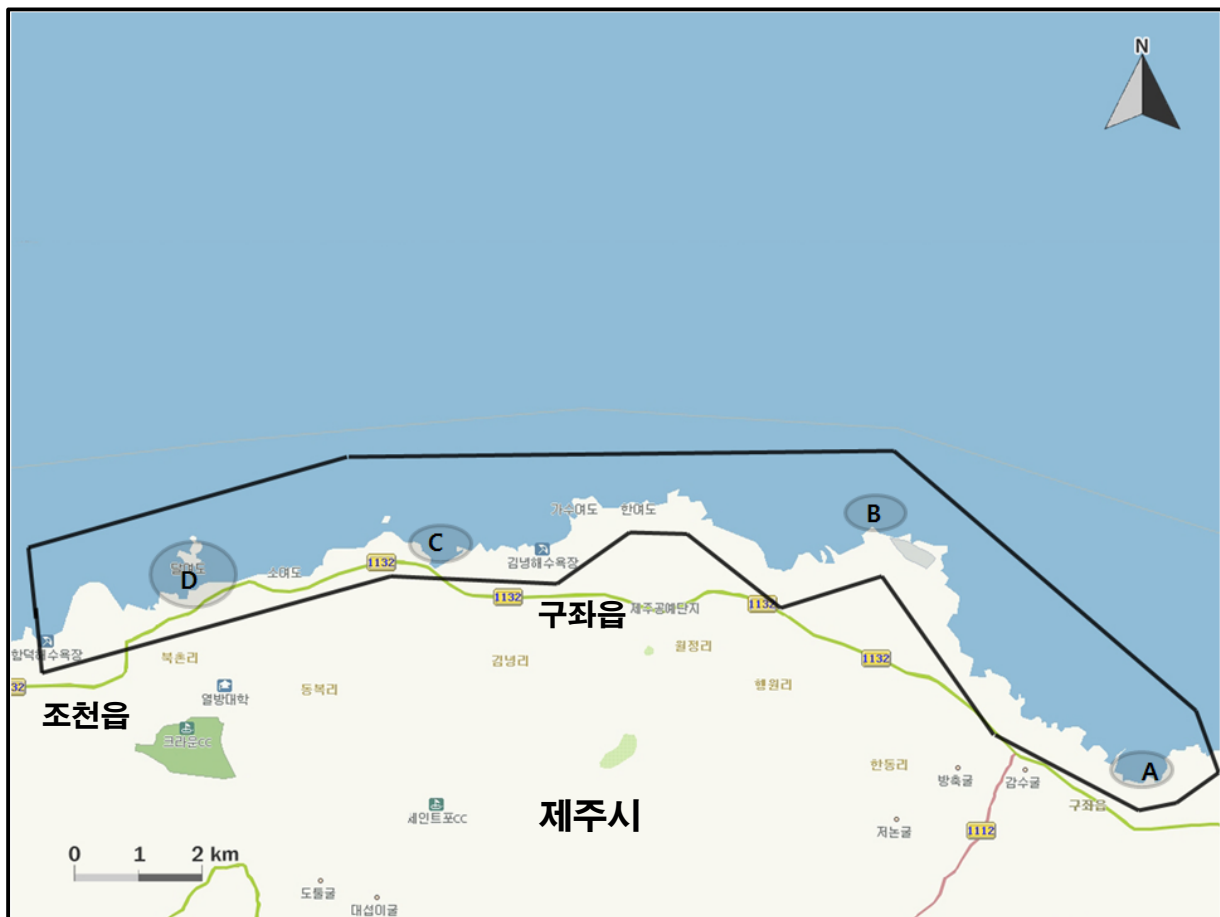 N
B
가수여도
한여도
C
1132
김녕해수욕장
달여도
D
소여도
1132
1132
구좌읍
제주공예단지
함덕해수욕장
북촌리
김녕리
월정리
1132
32
열방대학
동복리
행원리
조천읍
크라운CC
A
한동리
방축굴
감수굴
구좌읍
세인트포CC
제주시
저논굴
1112
0 1 2 km
도툴굴
대섭이굴